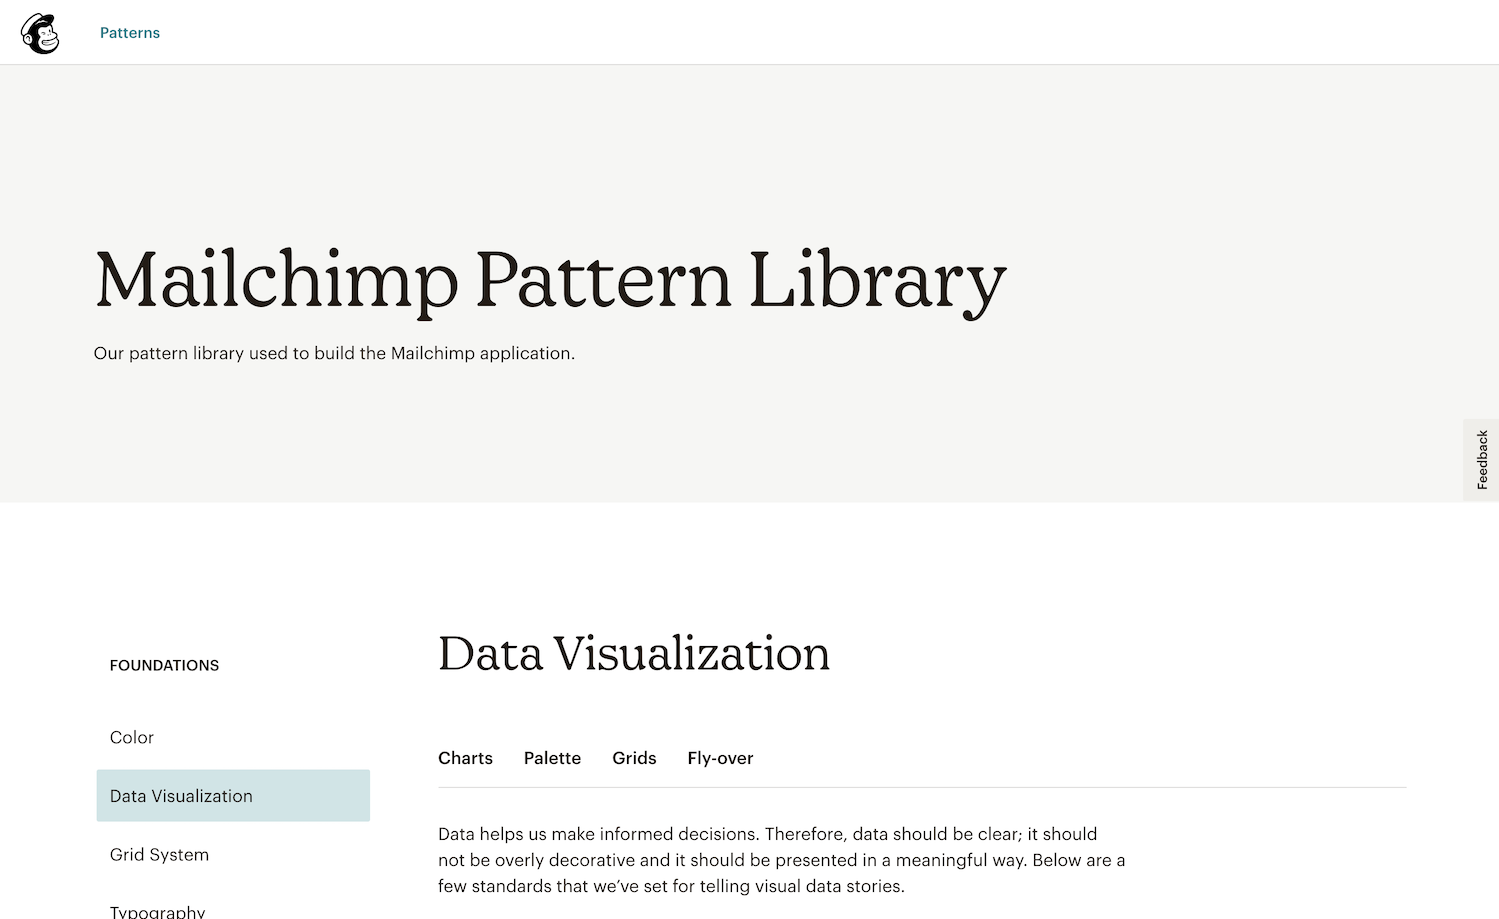 Patterns
Mailchimp Pattern Library
Our pattern library used to build the Mailchimp application.
Feedback
FOUNDATIONS
Color
Data Visualization
Grid System
Typography
Data Visualization
Charts Palette Grids Fly-over
Data helps us make informed decisions. Therefore, data should be clear; it should
not be overly decorative and it should be presented in a meaningful way. Below are a
few standards that we’ve set for telling visual data stories.